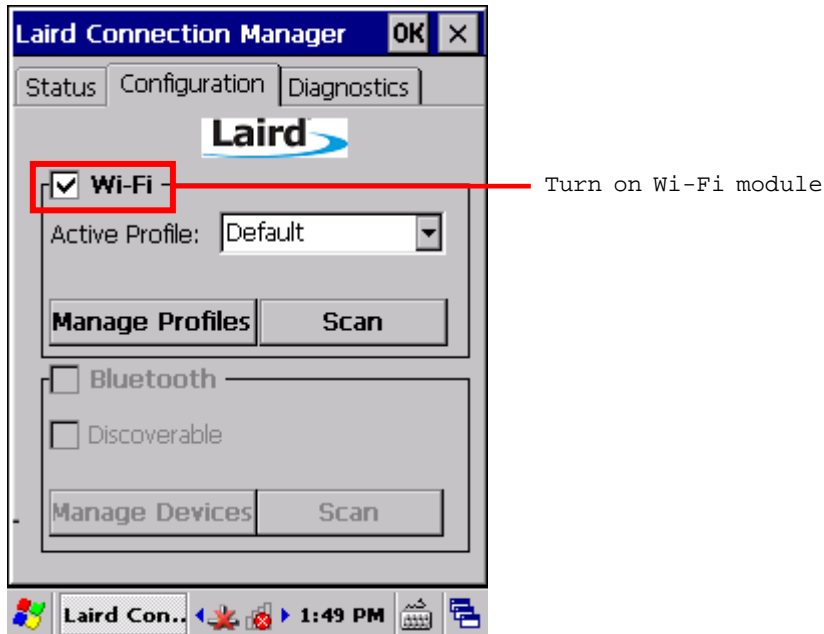 Laird Connection Manager OK
Status Configuration Diagnostics
Laird
Wi-Fi
Turn on Wi-Fi module
Active Profile: Default
Manage Profiles Scan
Bluetooth
Discoverable
Manage Devices Scan
Laird Con.. 1:49 PM